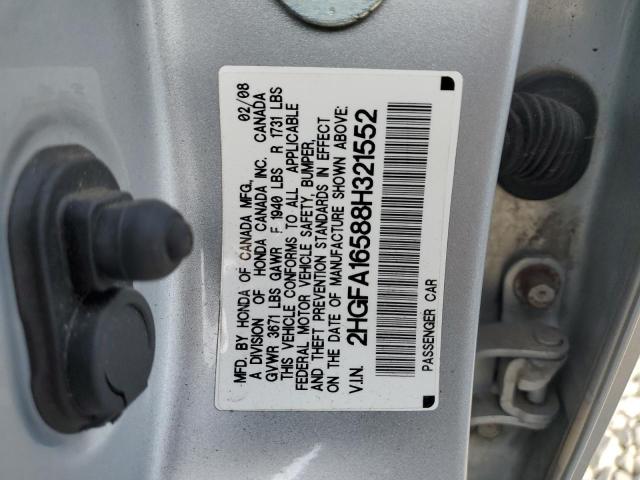 MFD. BY HONDA OF CANADA MFG., 02/08
A DIVISION OF HONDA CANADA INC. CANADA
GVWR 3671 LBS GAWR F 1940 LBS R 1731 LBS
THIS VEHICLE CONFORMS TO ALL APPLICABLE
FEDERAL MOTOR VEHICLE SAFETY, BUMPER,
AND THEFT PREVENTION STANDARDS IN EFFECT
ON THE DATE OF MANUFACTURE SHOWN ABOVE:
V.I.N. 2HGFA16588H321552
PASSENGER CAR